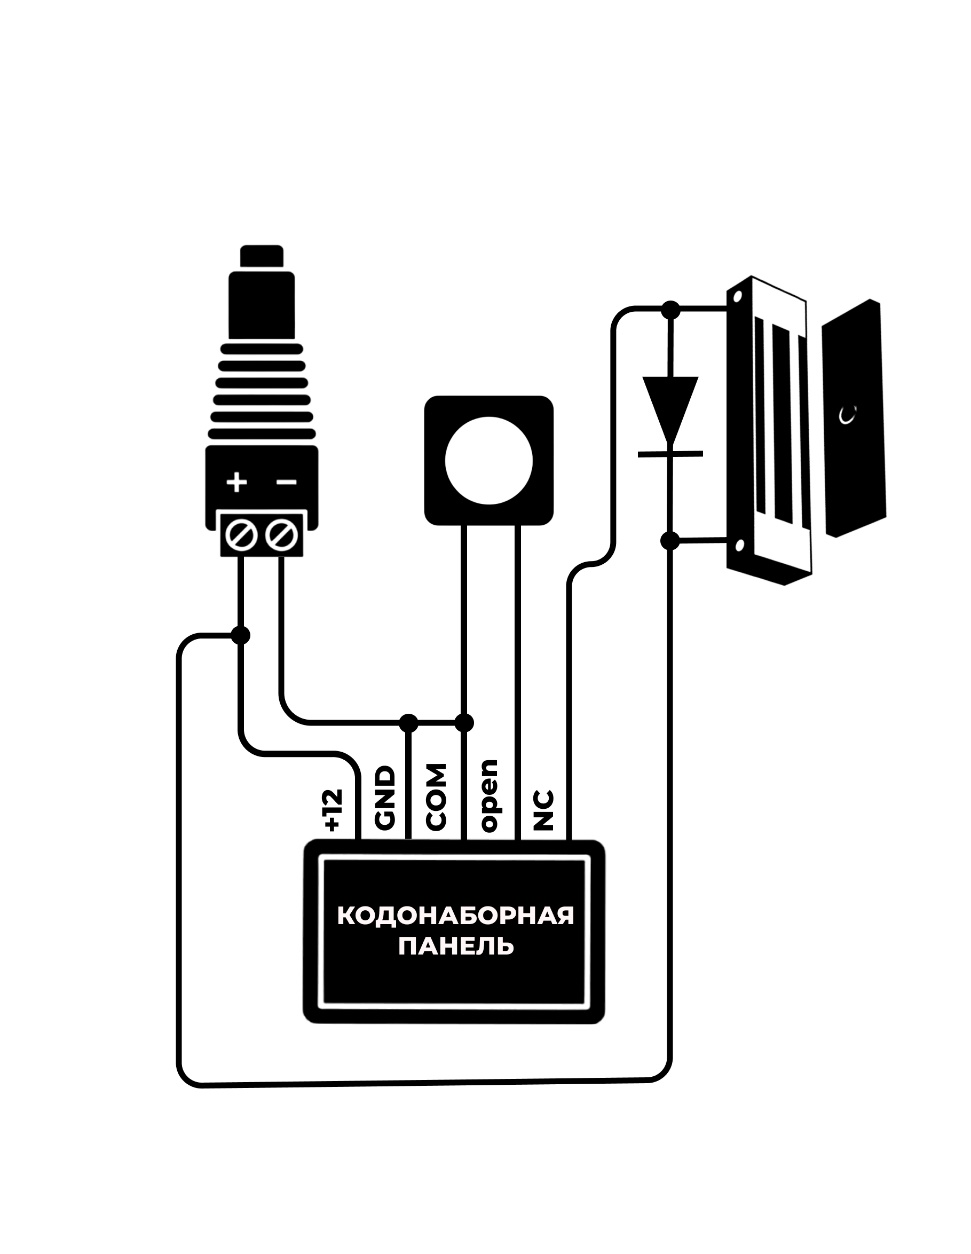 + −
+12
GND
COM
open
NC
КОДОНАБОРНАЯ
ПАНЕЛЬ